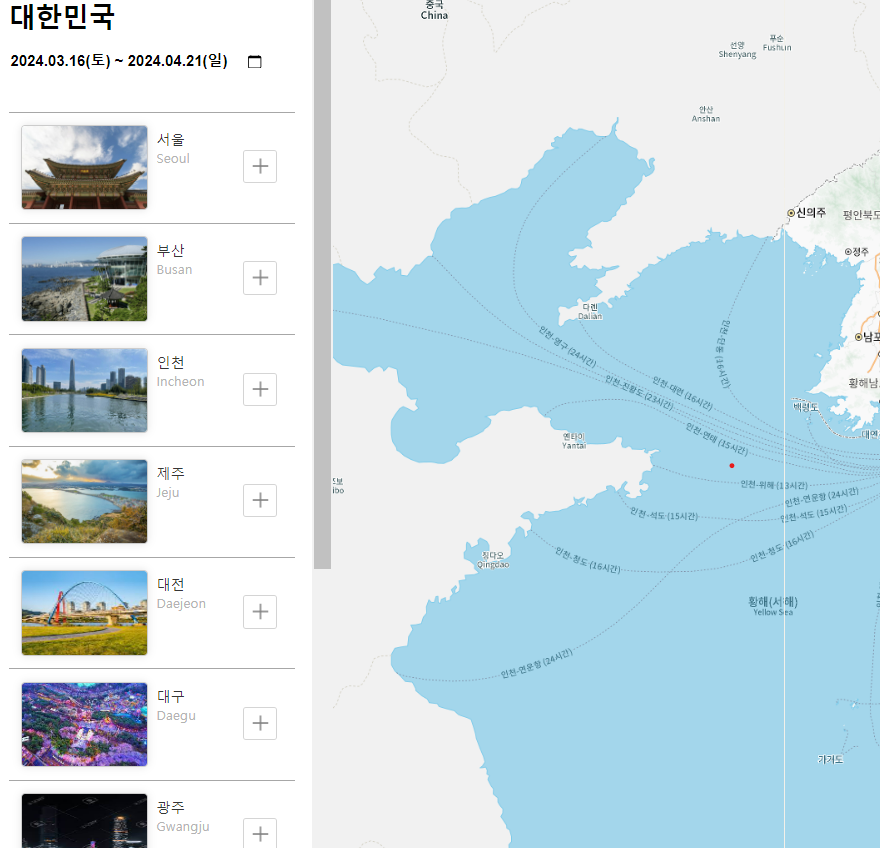 대한민국
2024.03.16(토) ~ 2024.04.21(일)
서울
Seoul
부산
Busan
인천
Incheon
제주
Jeju
대전
Daejeon
대구
Daegu
광주
Gwangju
중국
China
푸순
Fushun
선양
Shenyang
안산
Anshan
신의주
평안북도
정주
다롄
Dalian
남포
황해남
백령도
대연
인천-영구 (24시간)
인천-단동 (16시간)
인천-대련 (16시간)
인천-진황도 (23시간)
인천-연태 (15시간)
옌타이
Yantai
보
ibo
인천-위해 (13시간)
인천-연운항 (24시간)
인천-석도 (15시간)
인천-석도 (15시간)
인천-청도 (16시간)
인천-청도 (16시간)
칭다오
Qingdao
황해(서해)
Yellow Sea
인천-연운항 (24시간)
가거도